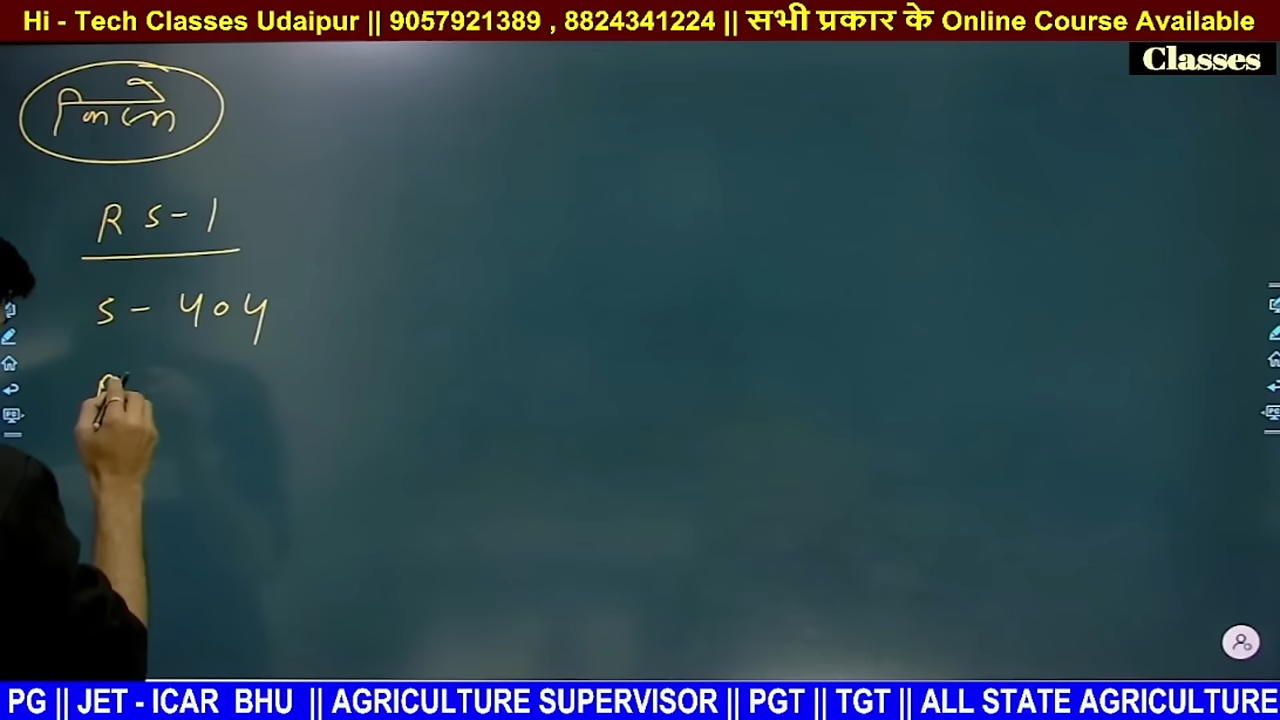 Hi - Tech Classes Udaipur || 9057921389 , 8824341224 || सभी प्रकार के Online Course Available
Classes
किस्मे
RS-1
S-404
PG || JET - ICAR BHU || AGRICULTURE SUPERVISOR || PGT || TGT || ALL STATE AGRICULTURE